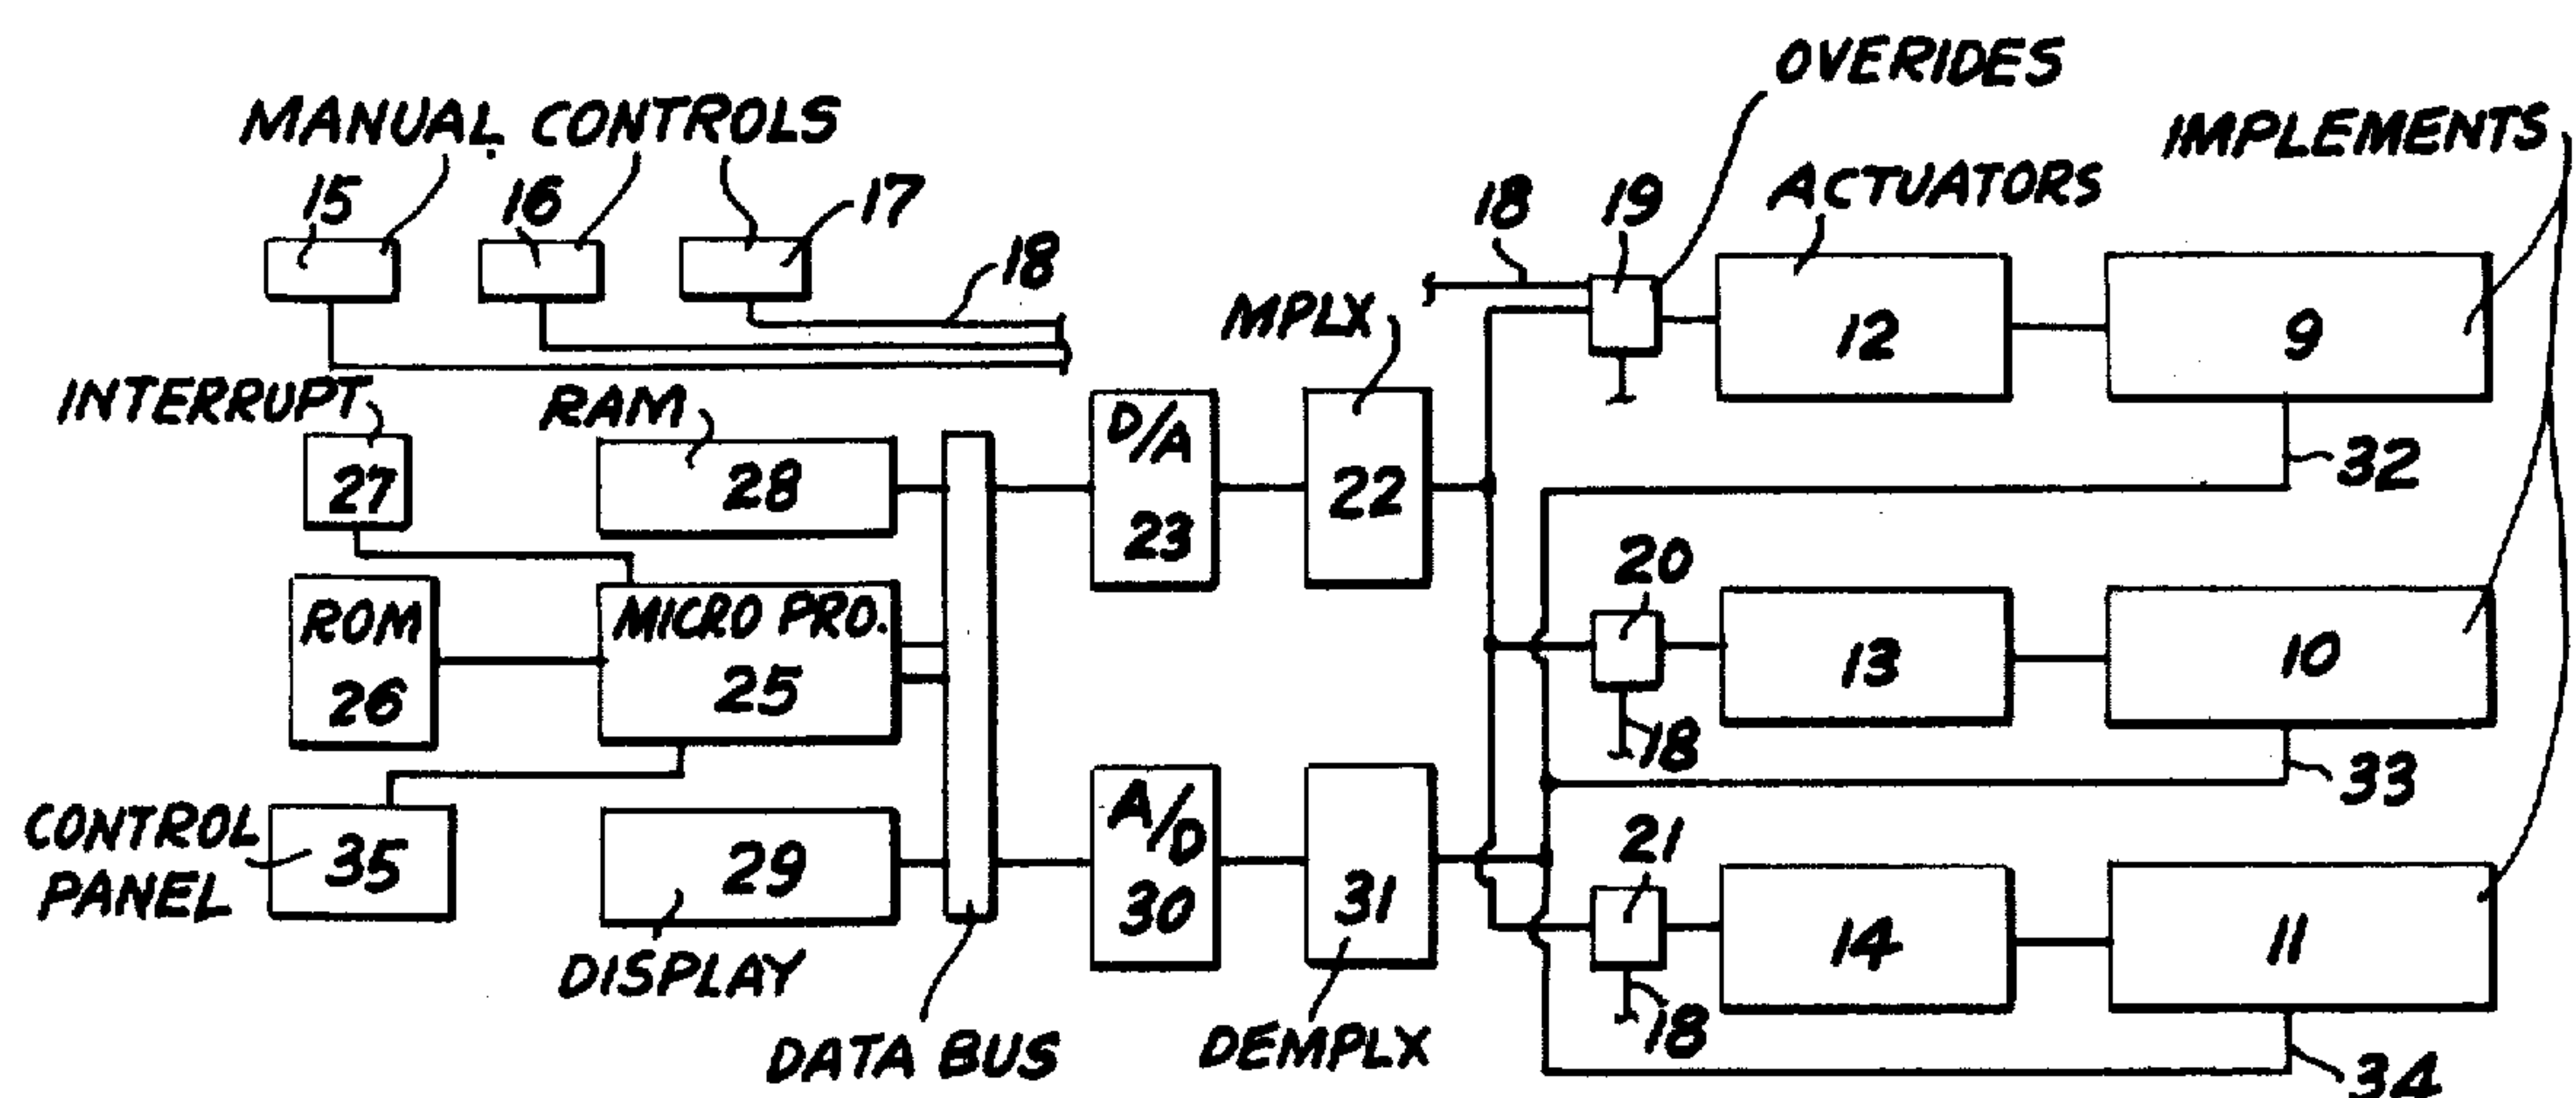 OVERIDES
MANUAL CONTROLS
IMPLEMENTS
15
16
17
18
18
19
ACTUATORS
12
9
MPLX
INTERRUPT
27
RAM
28
D/A
23
22
32
ROM
26
MICRO PRO.
25
20
13
10
18
33
CONTROL
PANEL
35
29
DISPLAY
DATA BUS
A/D
30
31
DEMPLX
21
14
11
18
34